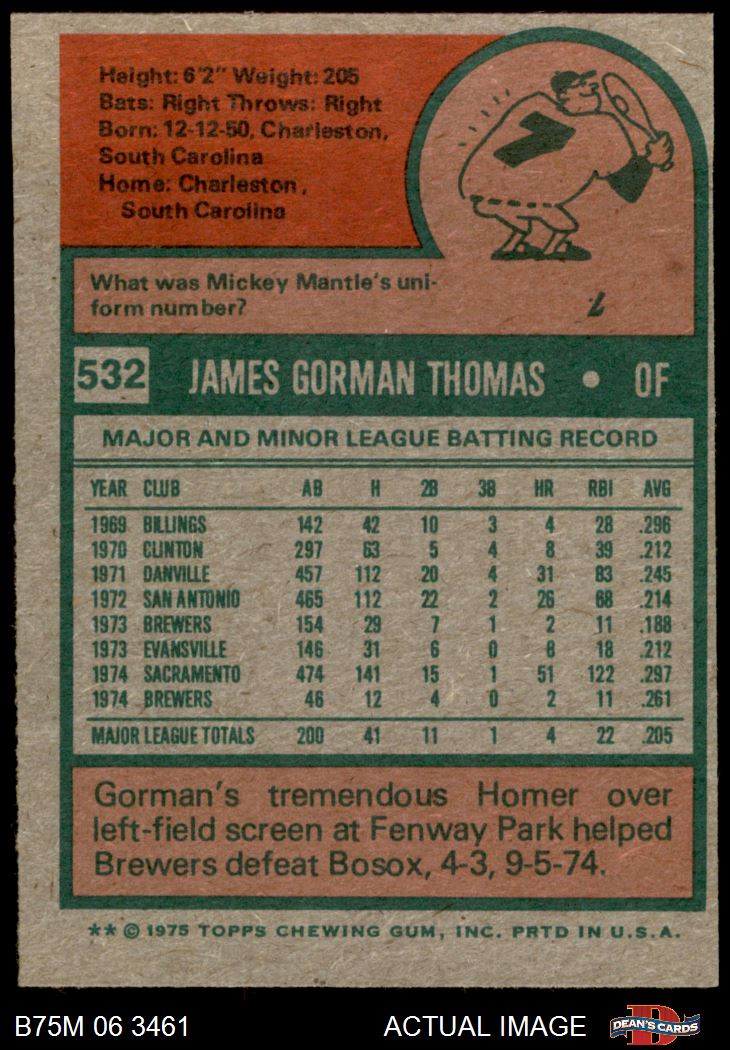 Height: 6'2" Weight: 205
Bats: Right Throws: Right
Born: 12-12-50, Charleston,
South Carolina
Home: Charleston,
South Carolina
7
What was Mickey Mantle's uni-
form number?
7
532 JAMES GORMAN THOMAS • OF
MAJOR AND MINOR LEAGUE BATTING RECORD
YEAR CLUB AB H 2B 3B HR RBI AVG
1969 BILLINGS 142 42 10 3 4 28 .296
1970 CLINTON 297 63 5 4 8 39 .212
1971 DANVILLE 457 112 20 4 31 83 .245
1972 SAN ANTONIO 465 112 22 2 26 68 .214
1973 BREWERS 154 29 7 1 2 11 .188
1973 EVANSVILLE 146 31 6 0 6 18 .212
1974 SACRAMENTO 474 141 15 1 51 122 .297
1974 BREWERS 46 12 4 0 2 11 .261
MAJOR LEAGUE TOTALS 200 41 11 1 4 22 .205
Gorman's tremendous Homer over
left-field screen at Fenway Park helped
Brewers defeat Bosox, 4-3, 9-5-74.
** © 1975 TOPPS CHEWING GUM, INC. PRTD IN U.S.A.
B75M 06 3461 ACTUAL IMAGE DEAN'S CARDS